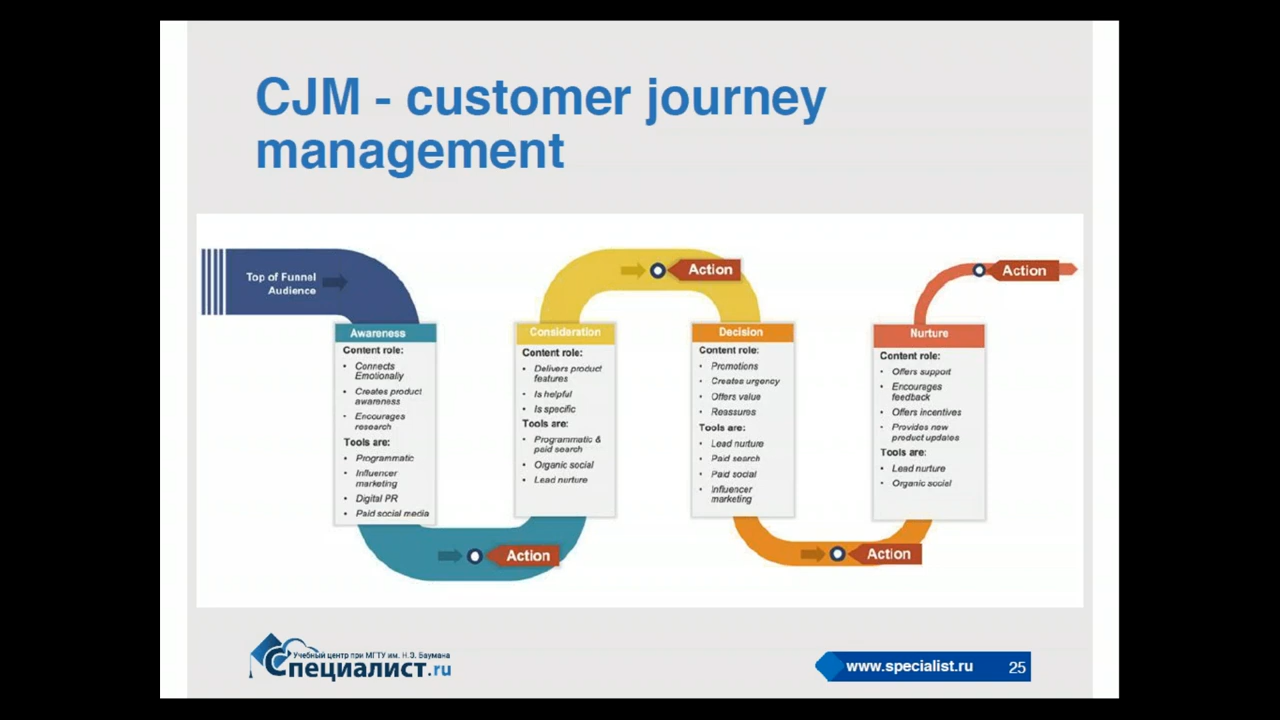 CJM - customer journey
management
Top of Funnel
Audience
Awareness
Content role:
• Connects
Emotionally
• Creates product
awareness
• Encourages
research
Tools are:
• Programmatic
• Influencer
marketing
• Digital PR
• Paid social media
Action
Consideration
Content role:
• Delivers product
features
• Is helpful
• Is specific
Tools are:
• Programmatic &
paid search
• Organic social
• Lead nurture
Action
Decision
Content role:
• Promotions
• Creates urgency
• Offers value
• Reassures
Tools are:
• Lead nurture
• Paid search
• Paid social
• Influencer
marketing
Action
Nurture
Content role:
• Offers support
• Encourages
feedback
• Offers incentives
• Provides new
product updates
Tools are:
• Lead nurture
• Organic social
Action
Учебный центр при МГТУ им. Н.Э. Баумана
Специалист.ru
www.specialist.ru
25